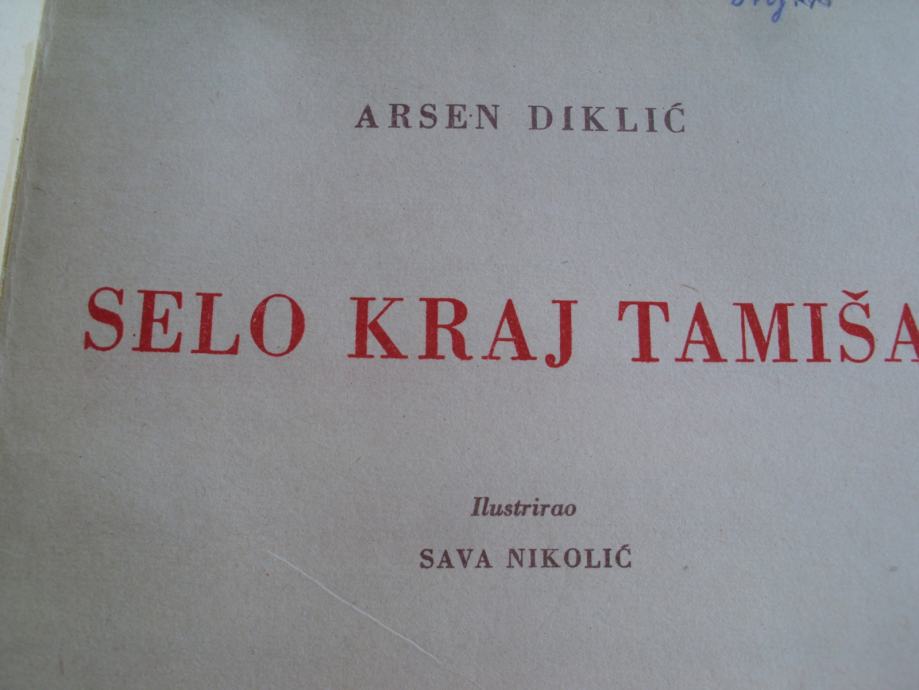 ARSEN DIKLIĆ
SELO KRAJ TAMIŠA
Ilustrirao
SAVA NIKOLIĆ